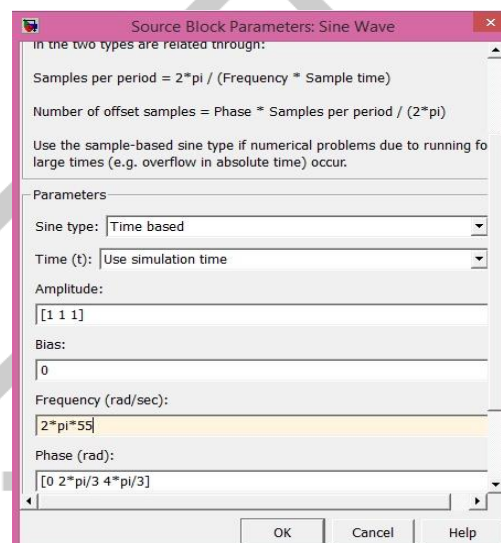 Source Block Parameters: Sine Wave
in the two types are related through:
Samples per period = 2*pi / (Frequency * Sample time)
Number of offset samples = Phase * Samples per period / (2*pi)
Use the sample-based sine type if numerical problems due to running fo
large times (e.g. overflow in absolute time) occur.
Parameters
Sine type: Time based
Time (t): Use simulation time
Amplitude:
[1 1 1]
Bias:
0
Frequency (rad/sec):
2*pi*55
Phase (rad):
[0 2*pi/3 4*pi/3]
OK Cancel Help